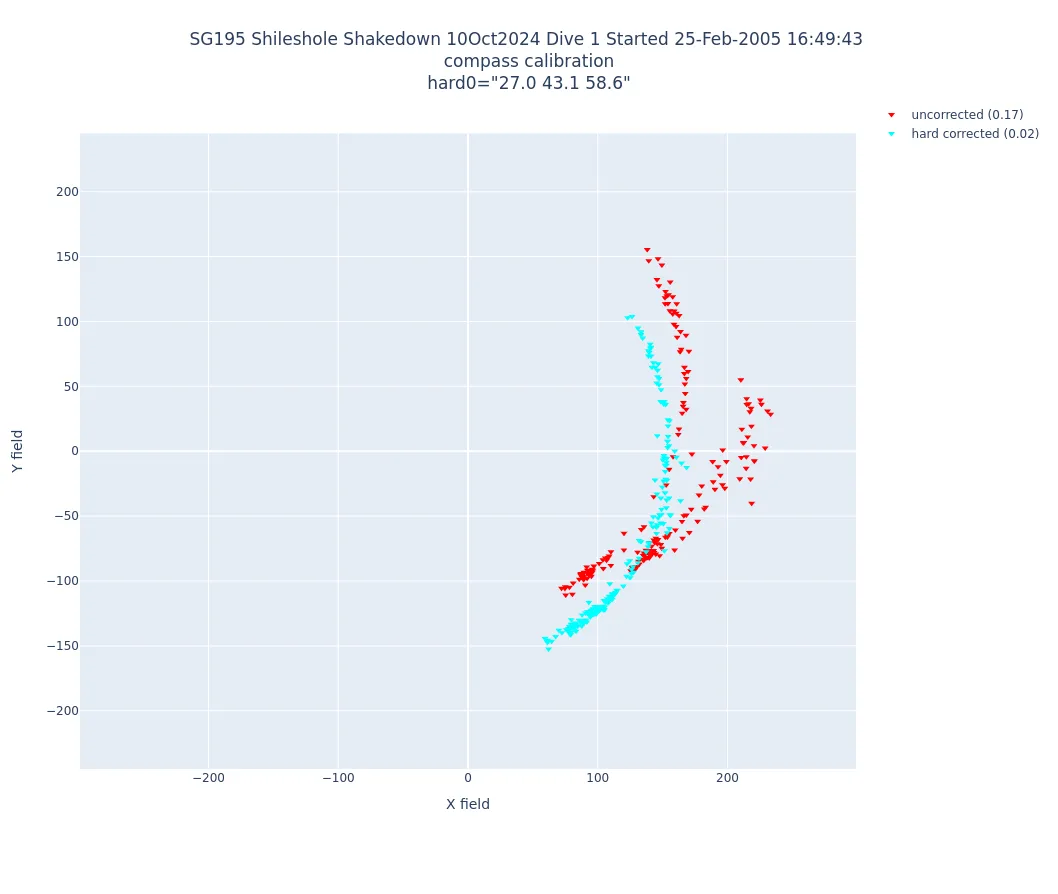 SG195 Shileshole Shakedown 10Oct2024 Dive 1 Started 25-Feb-2005 16:49:43
compass calibration
hard0="27.0 43.1 58.6"
uncorrected (0.17)
hard corrected (0.02)
200
150
100
50
0
−50
−100
−150
−200
Y field
−200
−100
0
100
200
X field